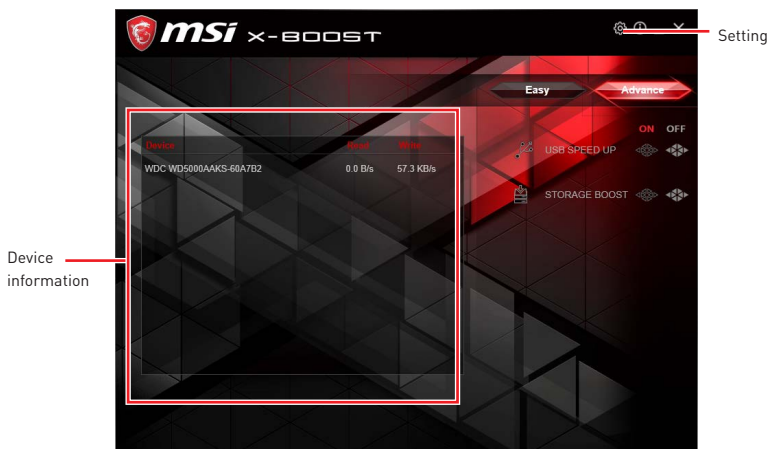 msi X-BOOST
Setting
Easy Advance
ON OFF
Device Read Write
USB SPEED UP
WDC WD5000AAKS-60A7B2 0.0 B/s 57.3 KB/s
STORAGE BOOST
Device
information